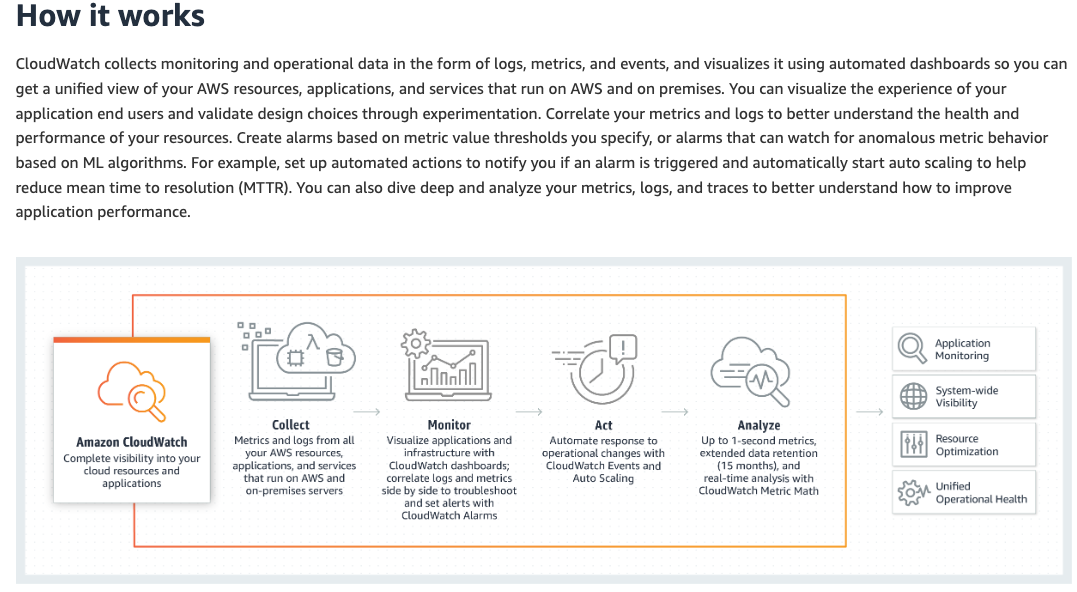 How it works
CloudWatch collects monitoring and operational data in the form of logs, metrics, and events, and visualizes it using automated dashboards so you can
get a unified view of your AWS resources, applications, and services that run on AWS and on premises. You can visualize the experience of your
application end users and validate design choices through experimentation. Correlate your metrics and logs to better understand the health and
performance of your resources. Create alarms based on metric value thresholds you specify, or alarms that can watch for anomalous metric behavior
based on ML algorithms. For example, set up automated actions to notify you if an alarm is triggered and automatically start auto scaling to help
reduce mean time to resolution (MTTR). You can also dive deep and analyze your metrics, logs, and traces to better understand how to improve
application performance.
Amazon CloudWatch
Complete visibility into your
cloud resources and
applications
Collect
Metrics and logs from all
your AWS resources,
applications, and services
that run on AWS and
on-premises servers
Monitor
Visualize applications and
infrastructure with
CloudWatch dashboards;
correlate logs and metrics
side by side to troubleshoot
and set alerts with
CloudWatch Alarms
Act
Automate response to
operational changes with
CloudWatch Events and
Auto Scaling
Analyze
Up to 1-second metrics,
extended data retention
(15 months), and
real-time analysis with
CloudWatch Metric Math
Application
Monitoring
System-wide
Visibility
Resource
Optimization
Unified
Operational Health